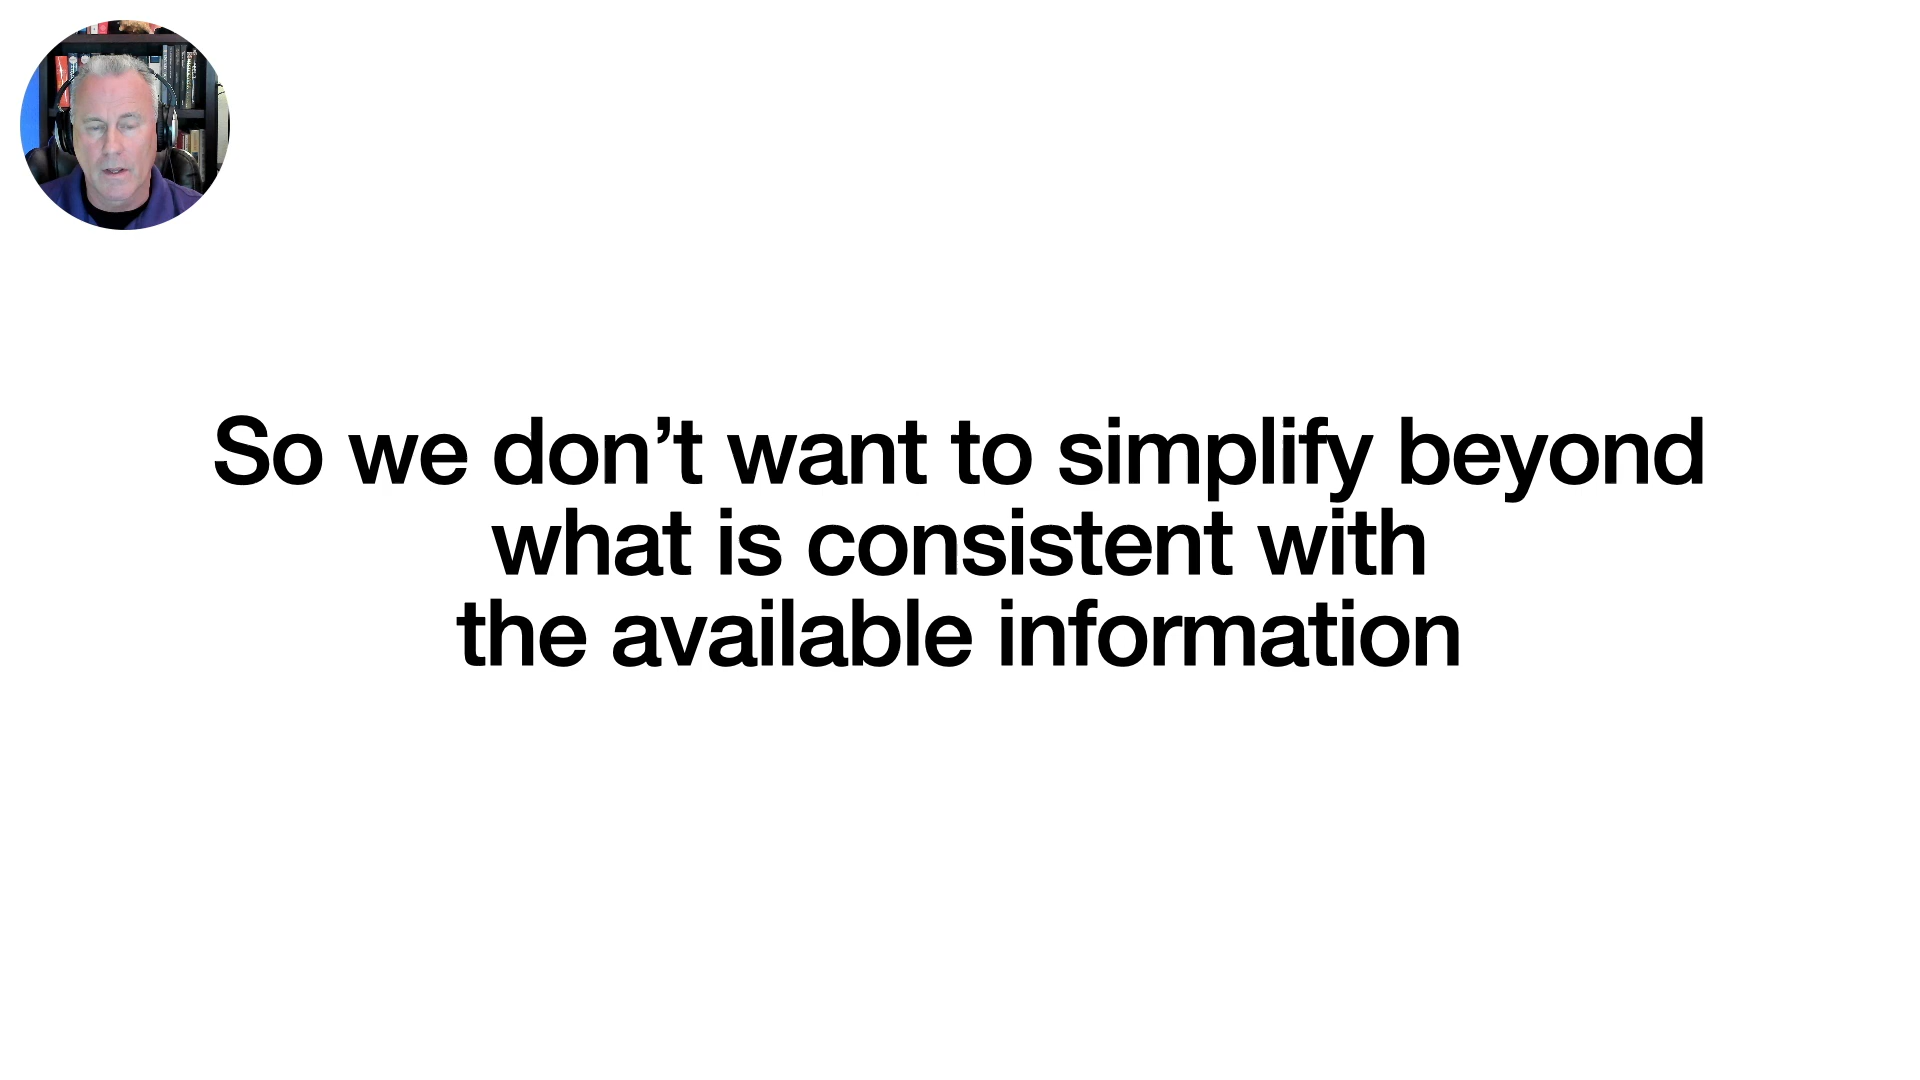 So we don’t want to simplify beyond
what is consistent with
the available information